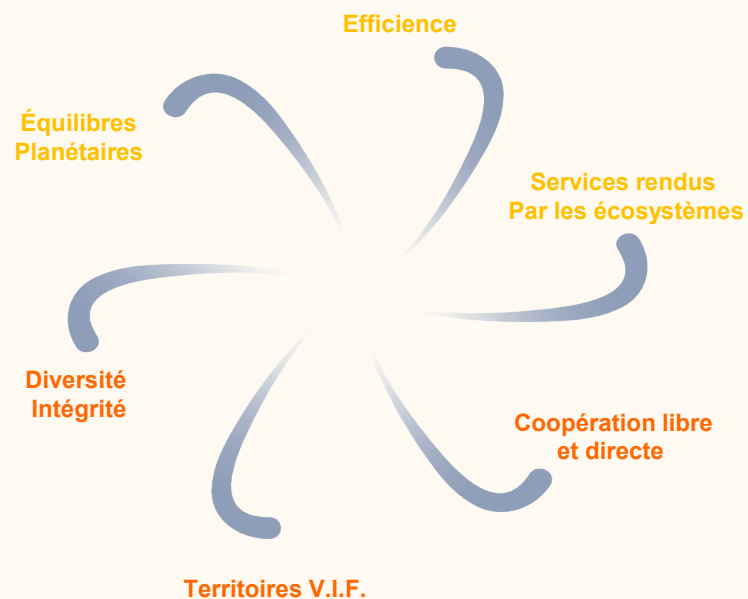 Efficience
Équilibres
Planétaires
Services rendus
Par les écosystèmes
Diversité
Intégrité
Coopération libre
et directe
Territoires V.I.F.